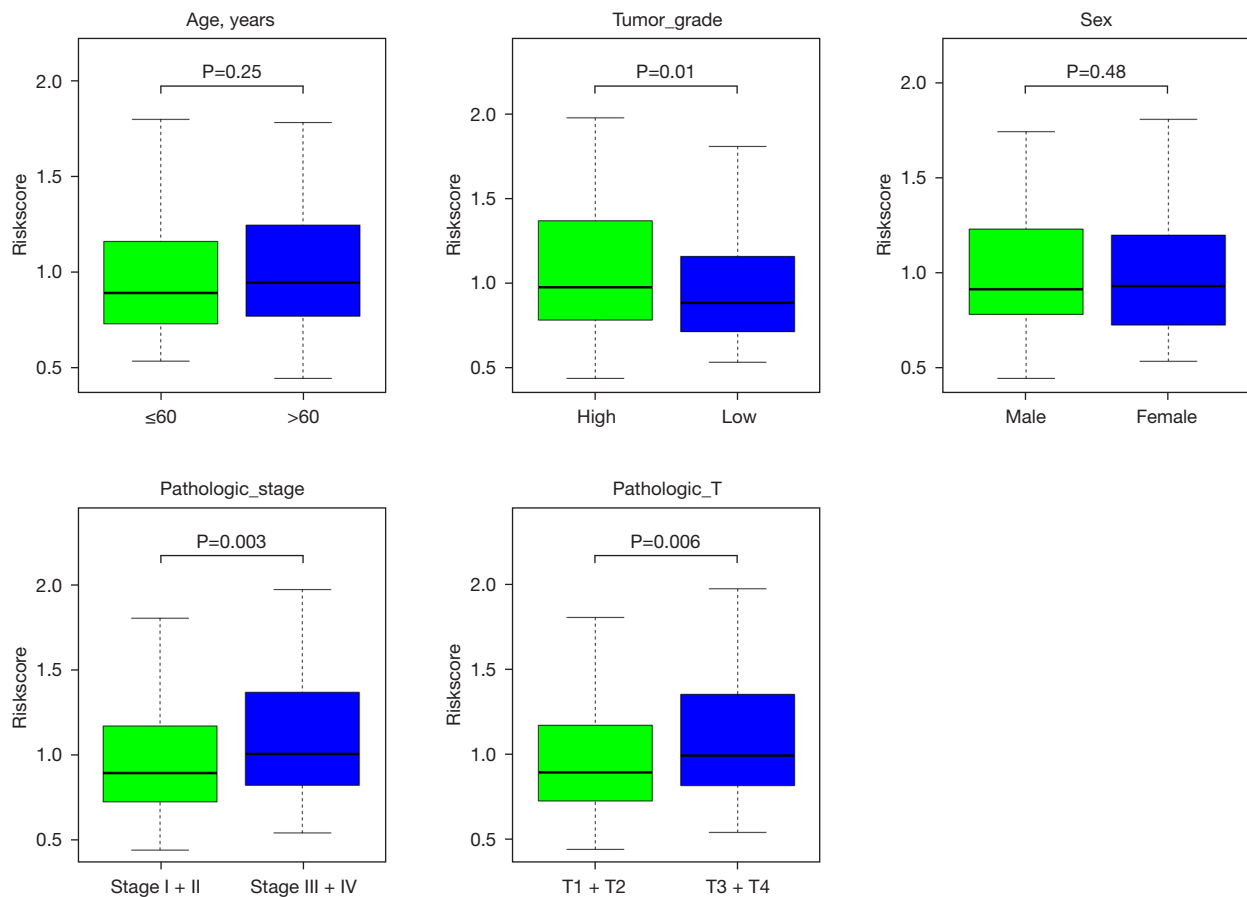 Age, years
P=0.25
2.0
1.5
1.0
0.5
Riskscore
≤60 >60
Tumor_grade
P=0.01
2.0
1.5
1.0
0.5
Riskscore
High Low
Sex
P=0.48
2.0
1.5
1.0
0.5
Riskscore
Male Female
Pathologic_stage
P=0.003
2.0
1.5
1.0
0.5
Riskscore
Stage I + II Stage III + IV
Pathologic_T
P=0.006
2.0
1.5
1.0
0.5
Riskscore
T1 + T2 T3 + T4